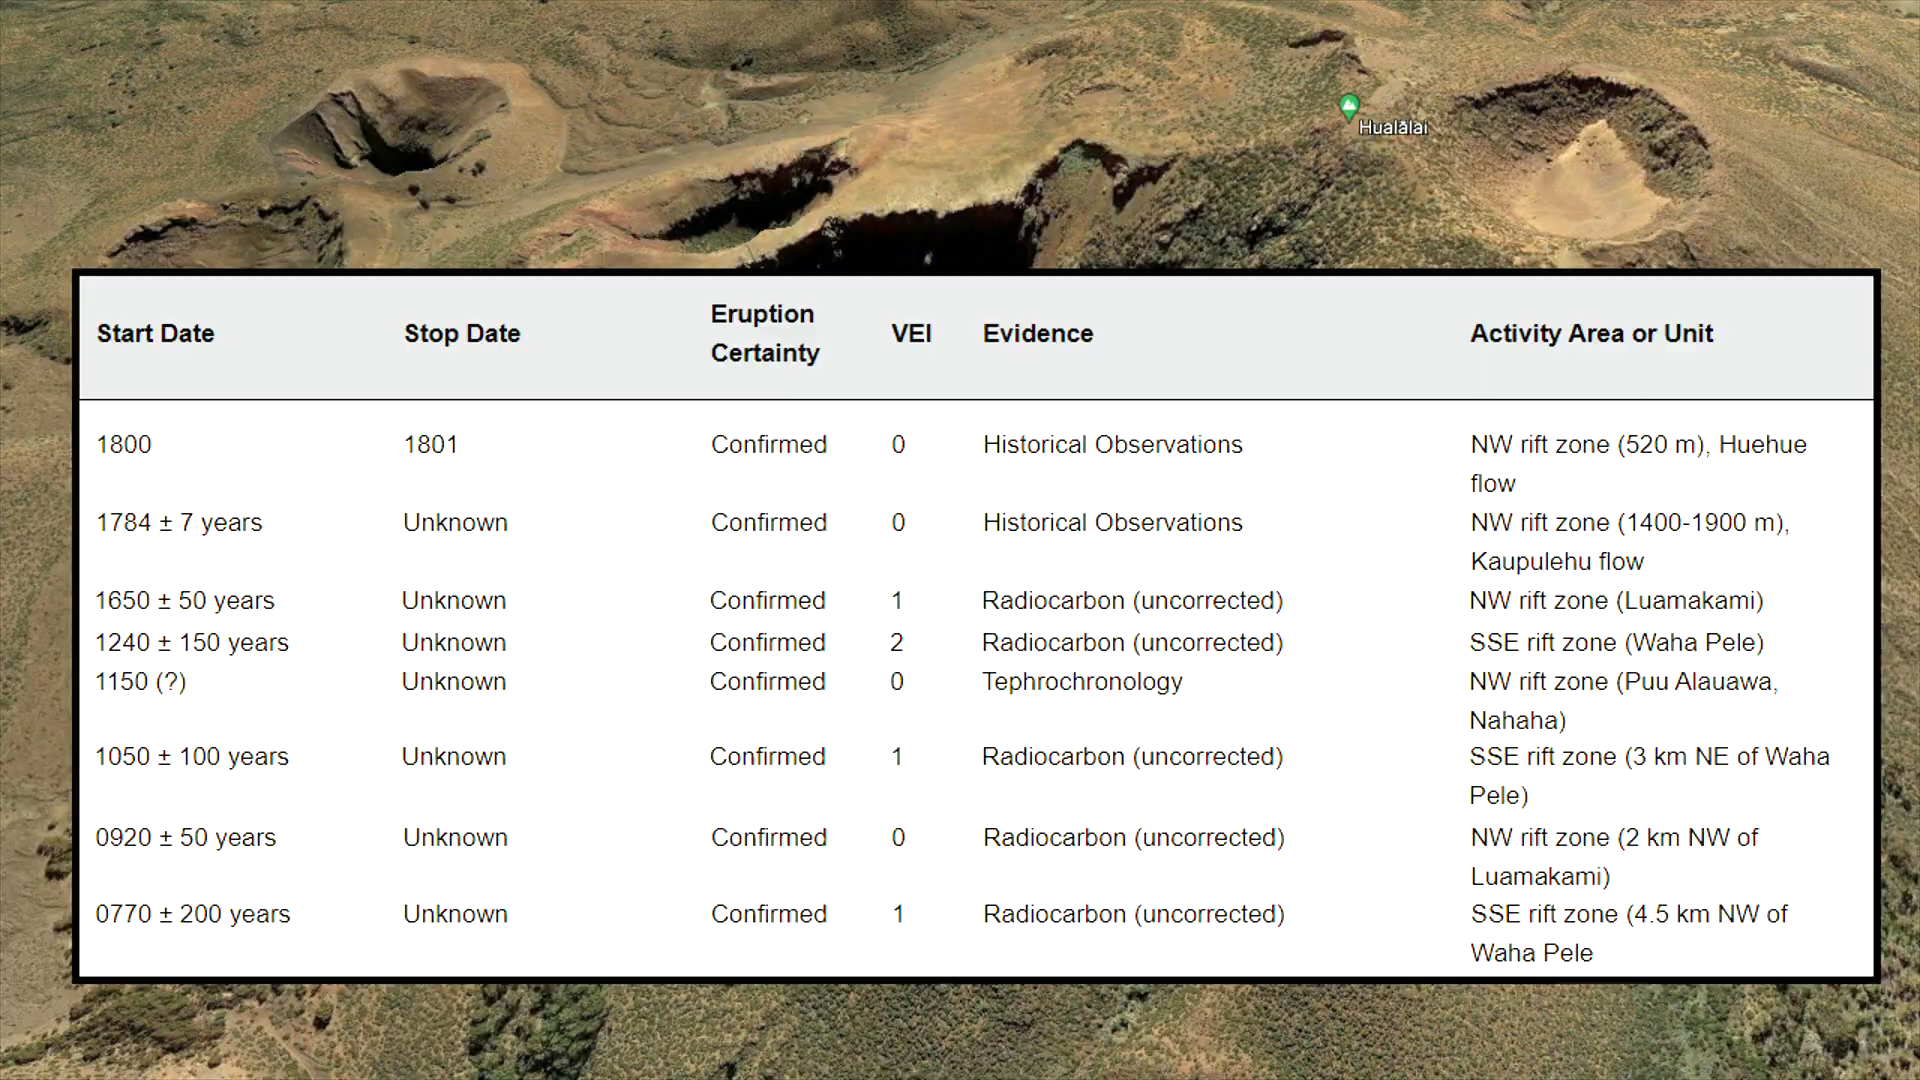 Hualālai
Start Date Stop Date Eruption Certainty VEI Evidence Activity Area or Unit
1800 1801 Confirmed 0 Historical Observations NW rift zone (520 m), Huehue
flow
1784 ± 7 years Unknown Confirmed 0 Historical Observations NW rift zone (1400-1900 m),
Kaupulehu flow
1650 ± 50 years Unknown Confirmed 1 Radiocarbon (uncorrected) NW rift zone (Luamakami)
1240 ± 150 years Unknown Confirmed 2 Radiocarbon (uncorrected) SSE rift zone (Waha Pele)
1150 (?) Unknown Confirmed 0 Tephrochronology NW rift zone (Puu Alauawa,
Nahaha)
1050 ± 100 years Unknown Confirmed 1 Radiocarbon (uncorrected) SSE rift zone (3 km NE of Waha
Pele)
0920 ± 50 years Unknown Confirmed 0 Radiocarbon (uncorrected) NW rift zone (2 km NW of
Luamakami)
0770 ± 200 years Unknown Confirmed 1 Radiocarbon (uncorrected) SSE rift zone (4.5 km NW of
Waha Pele